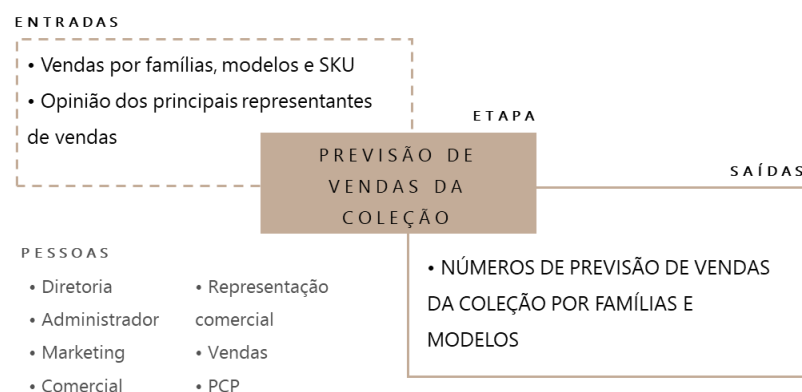 ENTRADAS
• Vendas por famílias, modelos e SKU
• Opinião dos principais representantes
de vendas
ETAPA
PREVISÃO DE
VENDAS DA
COLEÇÃO
SAÍDAS
• NÚMEROS DE PREVISÃO DE VENDAS
DA COLEÇÃO POR FAMÍLIAS E
MODELOS
PESSOAS
• Diretoria
• Administrador
• Marketing
• Comercial
• Representação
comercial
• Vendas
• PCP